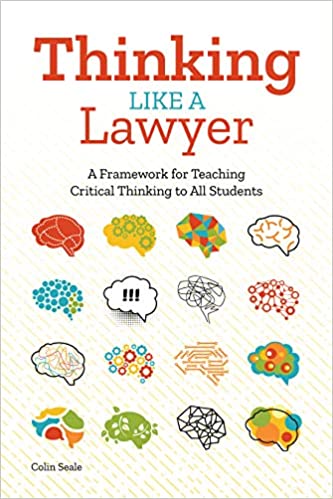 Thinking
LIKE A
Lawyer
A Framework for Teaching
Critical Thinking to All Students
!!!
Colin Seale